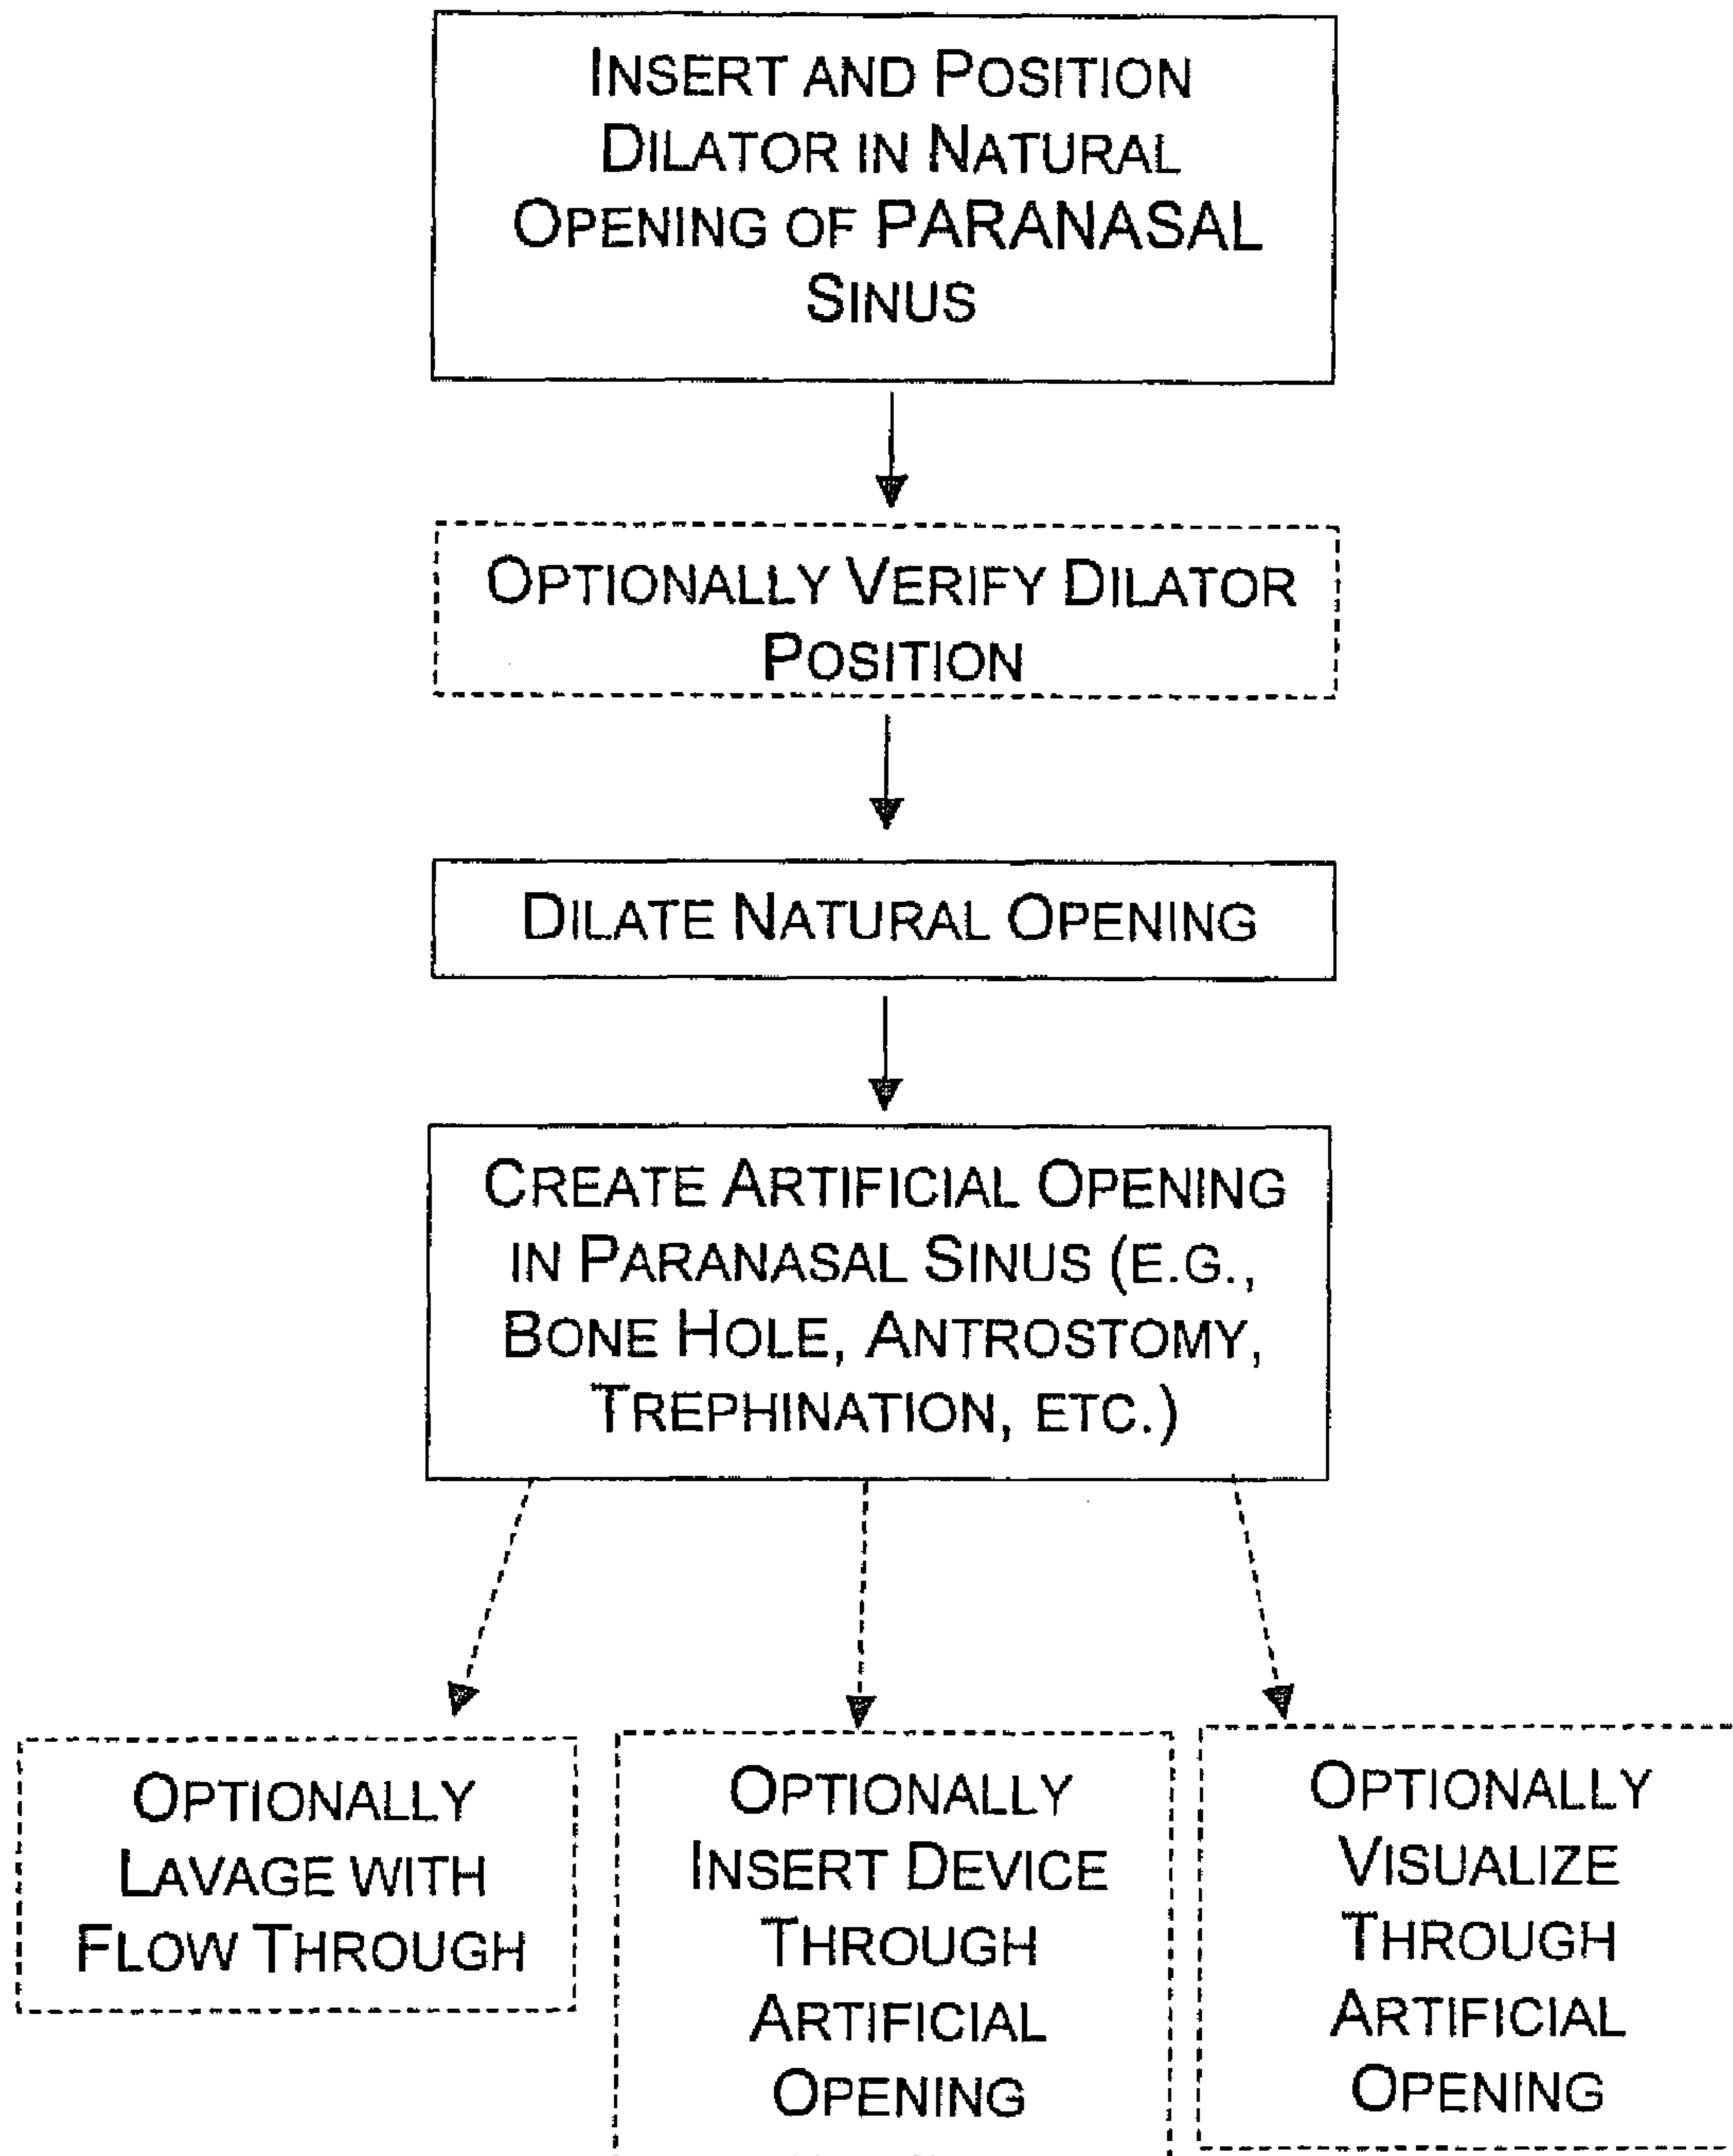 INSERT AND POSITION
DILATOR IN NATURAL
OPENING OF PARANASAL
SINUS
OPTIONALLY VERIFY DILATOR
POSITION
DILATE NATURAL OPENING
CREATE ARTIFICIAL OPENING
IN PARANASAL SINUS (E.G.,
BONE HOLE, ANTROSTOMY,
TREPHINATION, ETC.)
OPTIONALLY
LAVAGE WITH
FLOW THROUGH
OPTIONALLY
INSERT DEVICE
THROUGH
ARTIFICIAL
OPENING
OPTIONALLY
VISUALIZE
THROUGH
ARTIFICIAL
OPENING